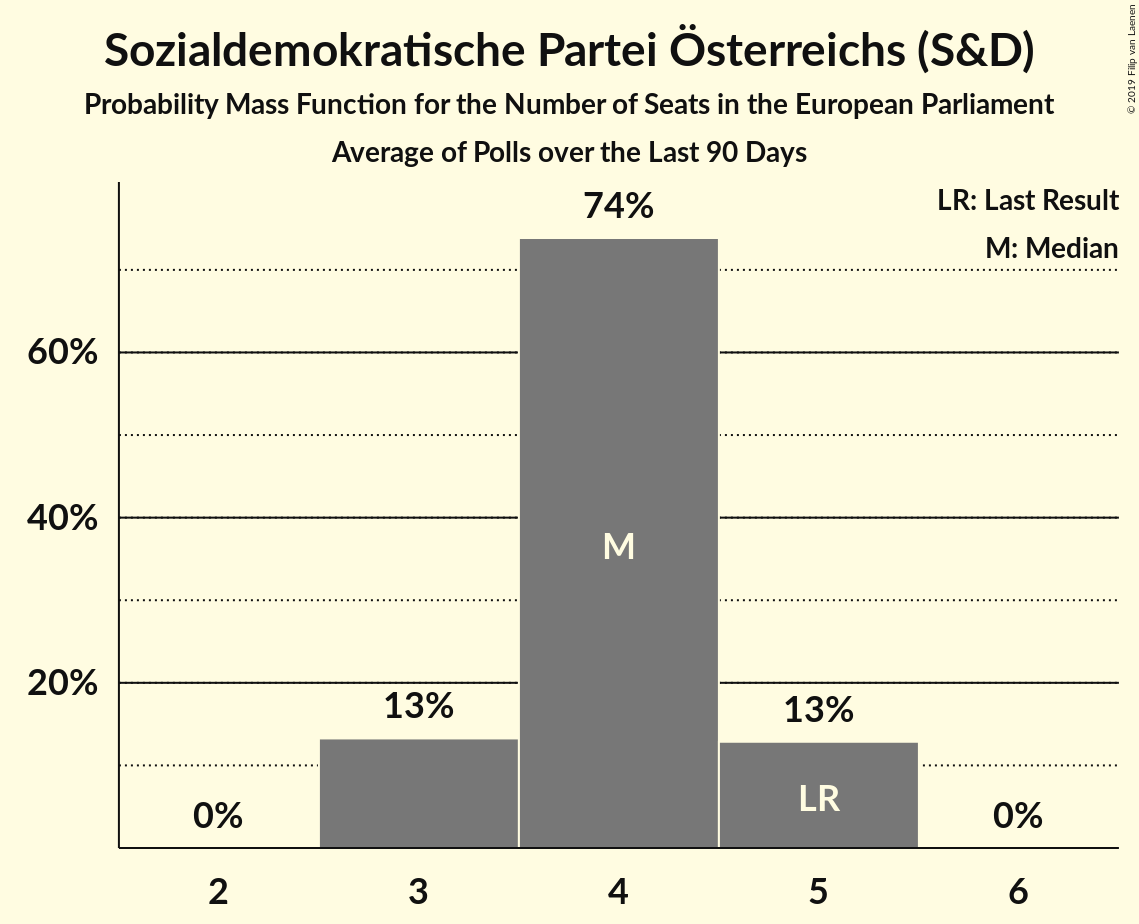 Sozialdemokratische Partei Österreichs (S&D)
Probability Mass Function for the Number of Seats in the European Parliament
Average of Polls over the Last 90 Days
© 2019 Filip van Laenen
LR: Last Result
M: Median
74%
60%
40%
M
20%
13%
13%
LR
0%
0%
2 3 4 5 6